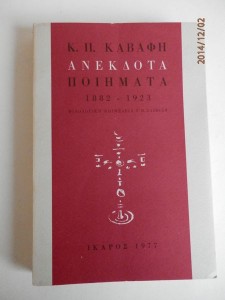 Κ. Π. ΚΑΒΑΦΗ
ΑΝΕΚΔΟΤΑ
ΠΟΙΗΜΑΤΑ
1882 - 1923
ΙΚΑΡΟΣ 1977
2014/12/02